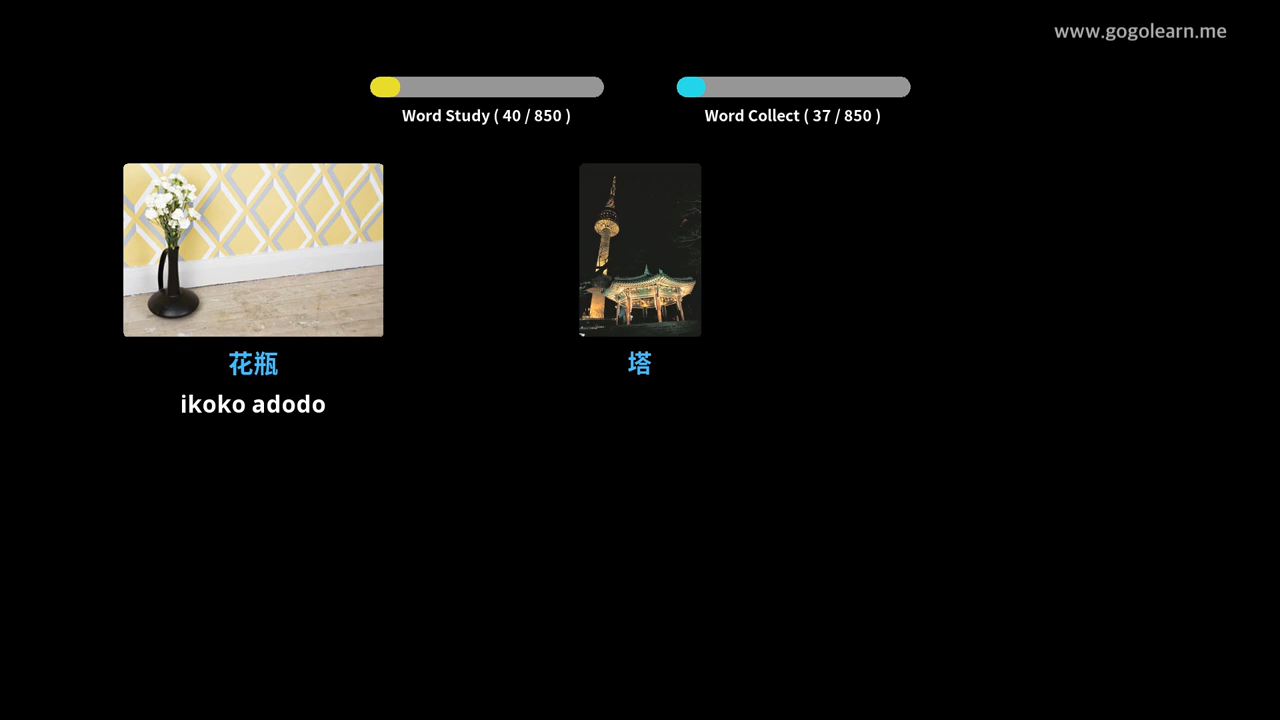 www.gogolearn.me
Word Study ( 40 / 850 )
Word Collect ( 37 / 850 )
花瓶
塔
ikoko adodo